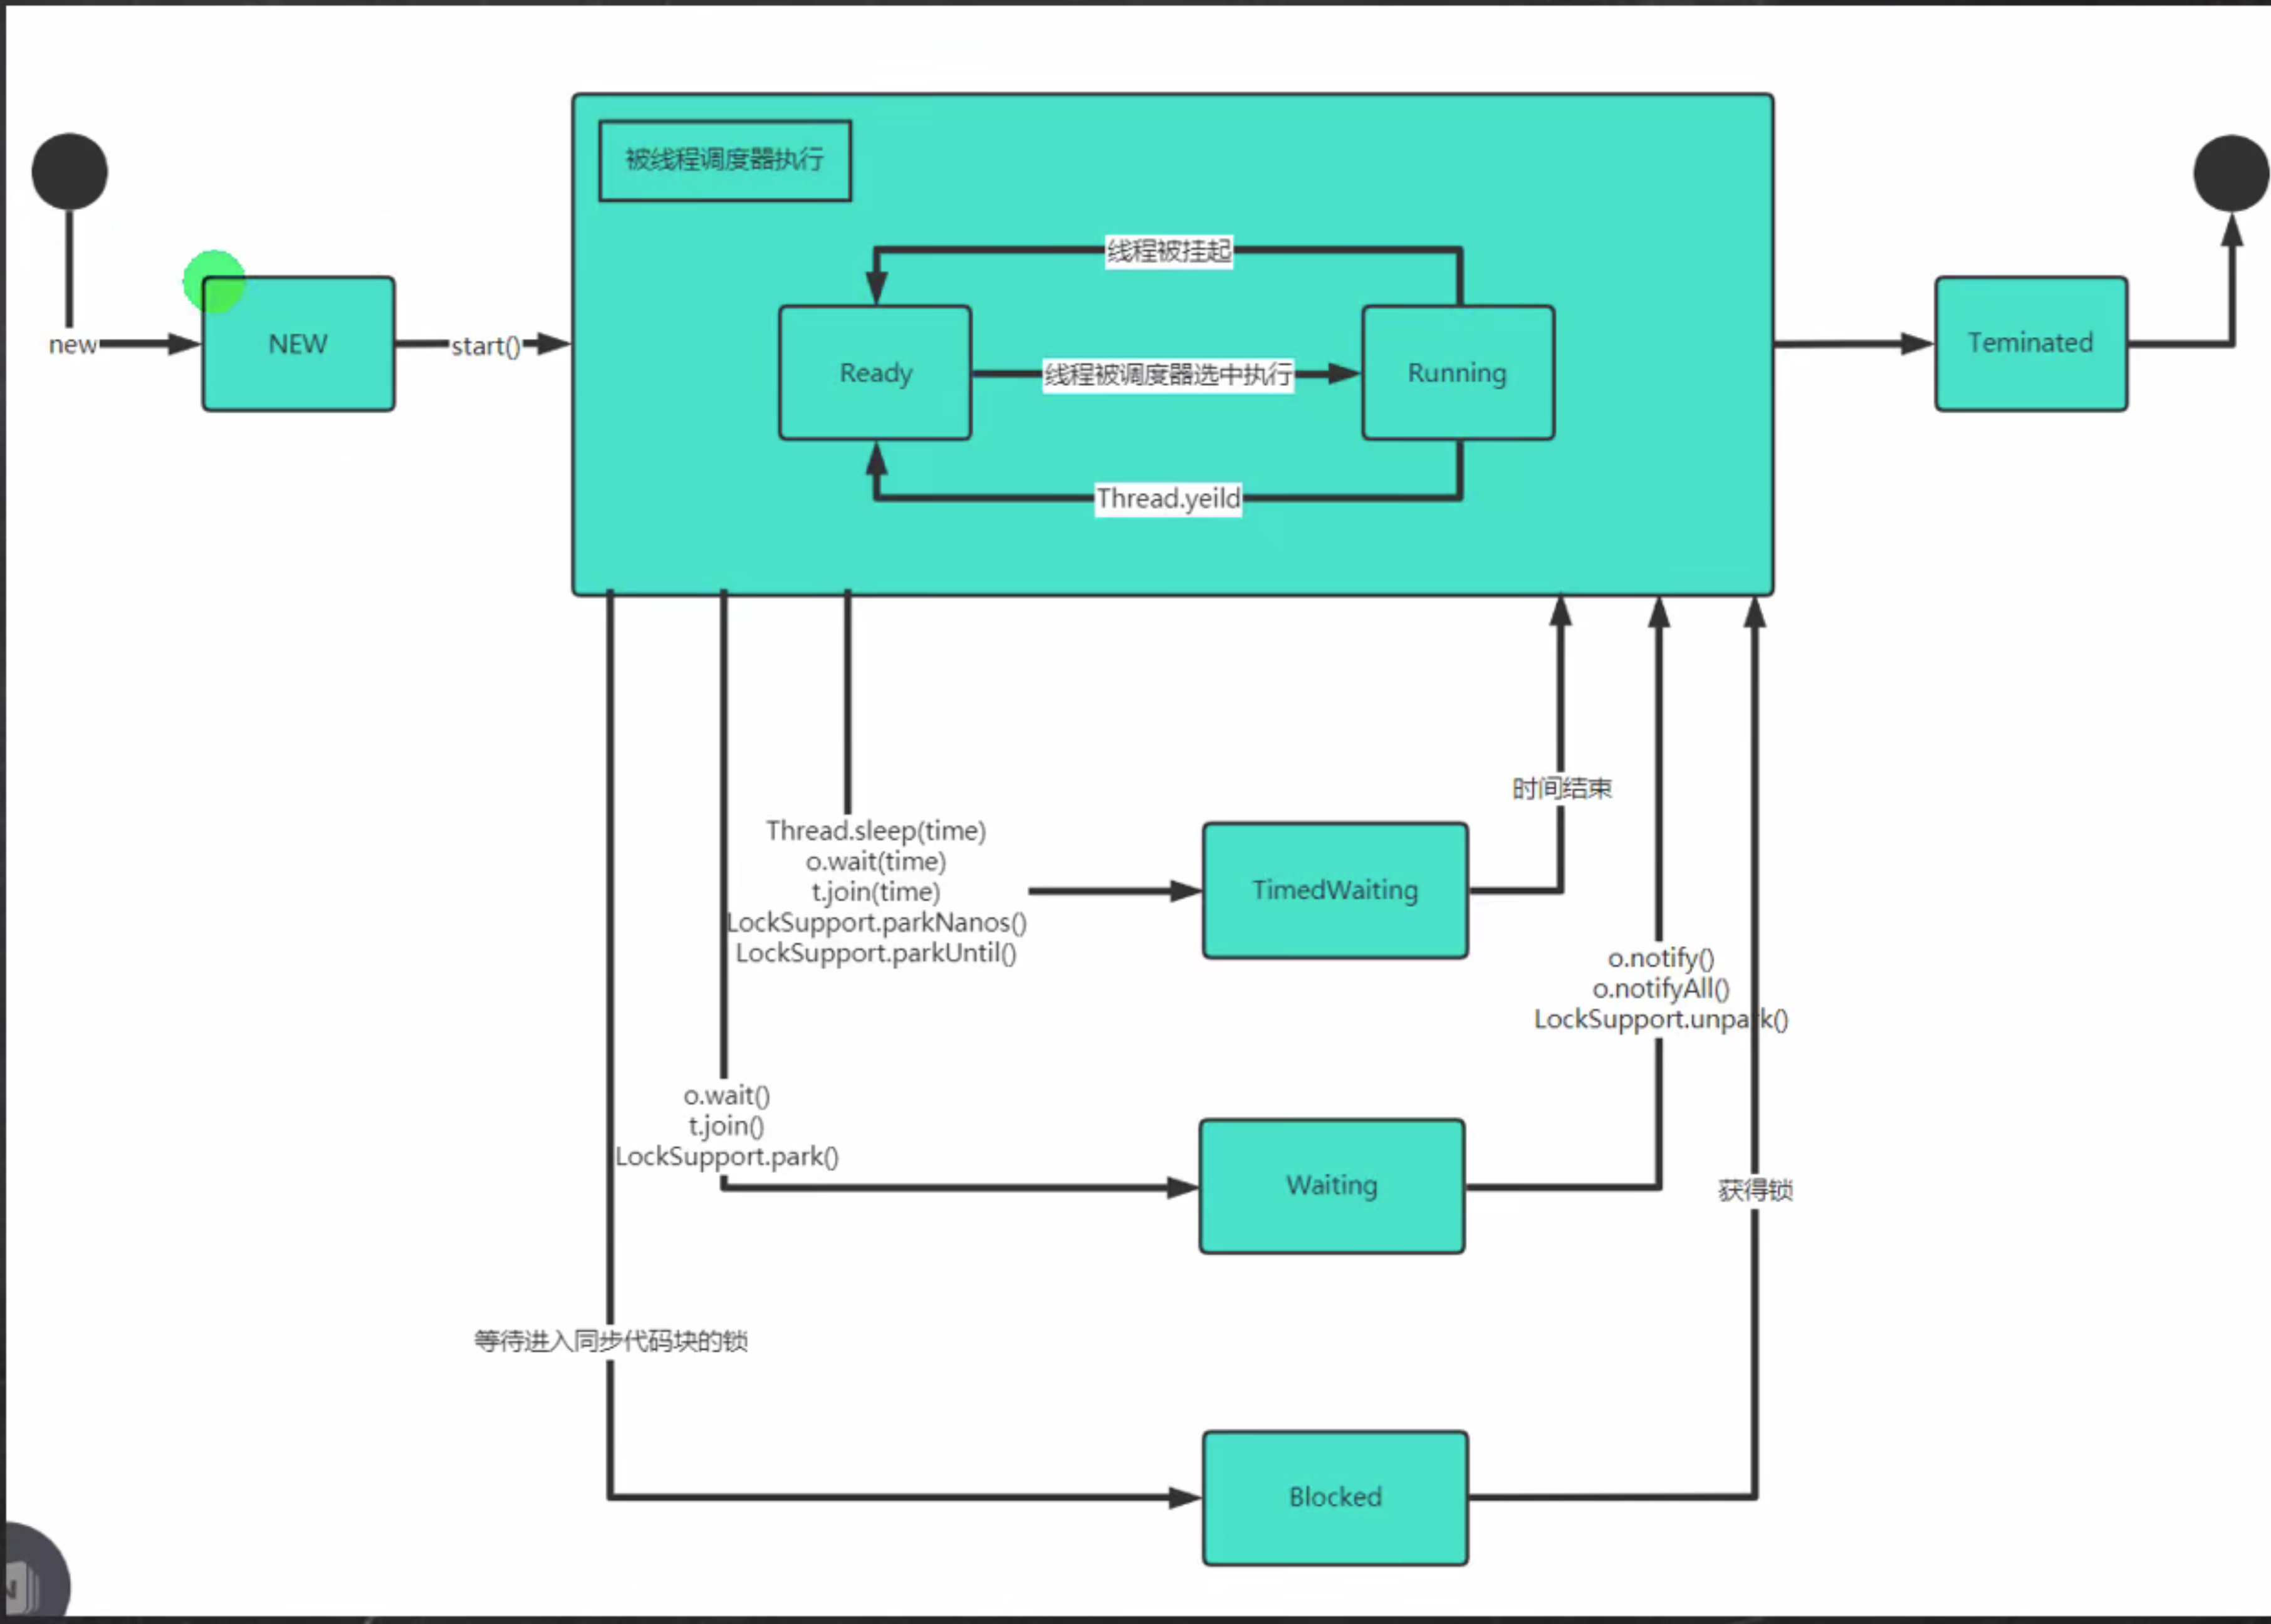 被线程调度器执行
线程被挂起
new
NEW
start()
Ready
线程被调度器选中执行
Running
Teminated
Thread.yeild
Thread.sleep(time)
o.wait(time)
t.join(time)
LockSupport.parkNanos()
LockSupport.parkUntil()
TimedWaiting
时间结束
o.notify()
o.notifyAll()
LockSupport.unpark()
o.wait()
t.join()
LockSupport.park()
Waiting
获得锁
等待进入同步代码块的锁
Blocked
N